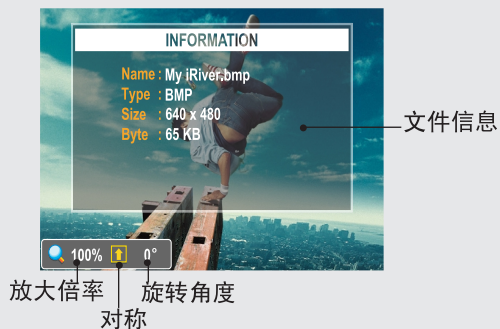 INFORMATION
Name : My iRiver.bmp
Type : BMP
Size : 640 x 480
Byte : 65 KB
文件信息
100% 0°
放大倍率
旋转角度
对称